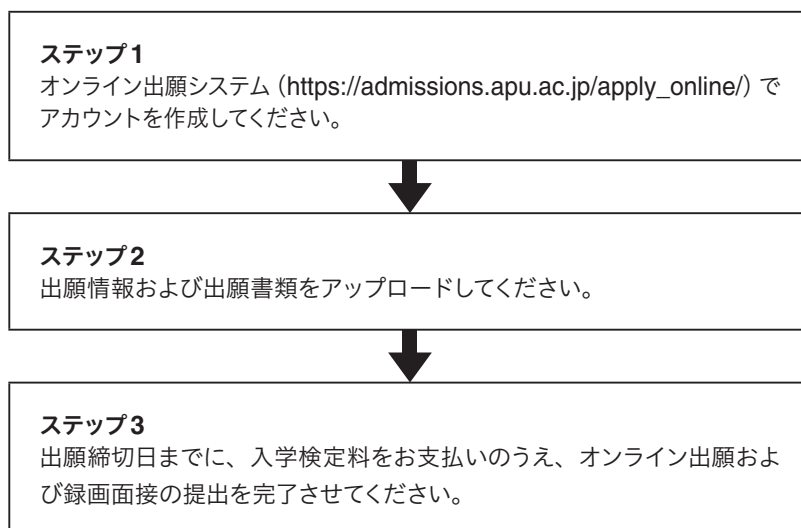 ステップ1
オンライン出願システム（https://admissions.apu.ac.jp/apply_online/）で
アカウントを作成してください。
ステップ2
出願情報および出願書類をアップロードしてください。
ステップ3
出願締切日までに、入学検定料をお支払いのうえ、オンライン出願およ
び録画面接の提出を完了させてください。